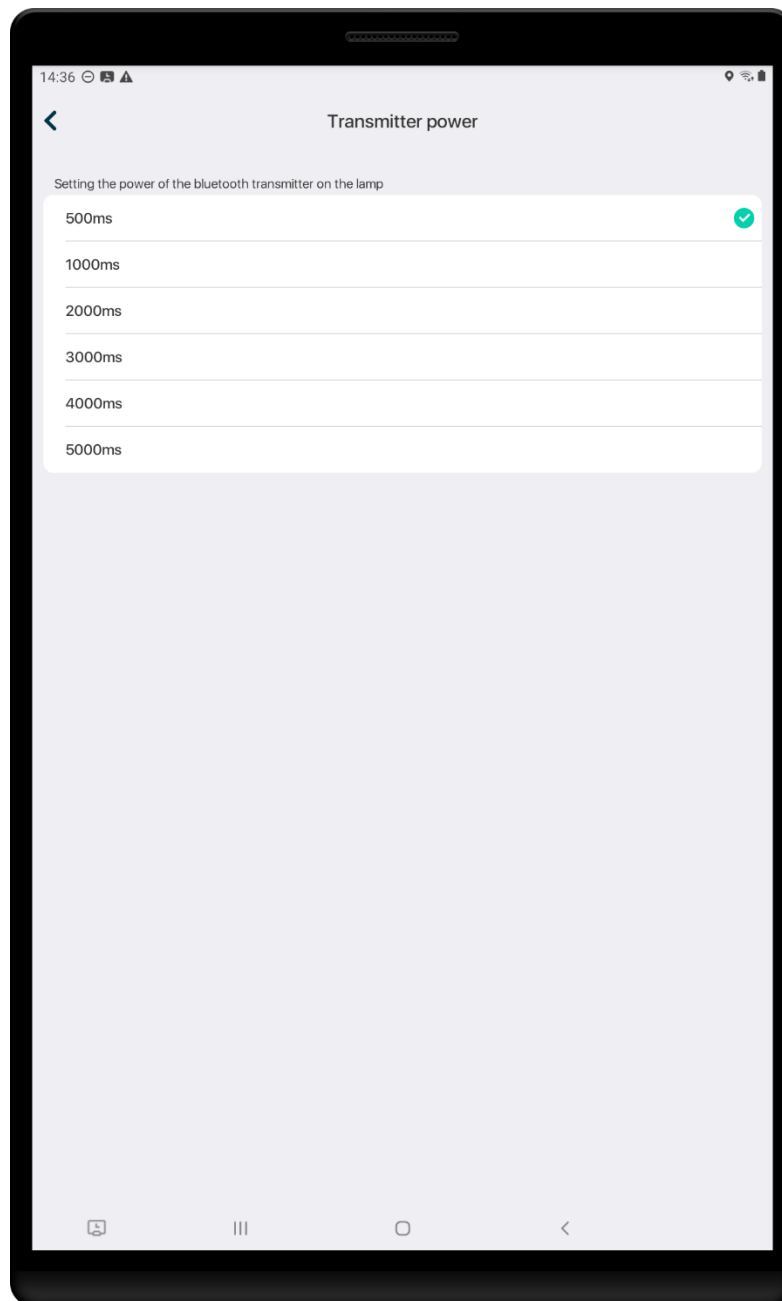 14:36
Transmitter power
Setting the power of the bluetooth transmitter on the lamp
500ms
1000ms
2000ms
3000ms
4000ms
5000ms